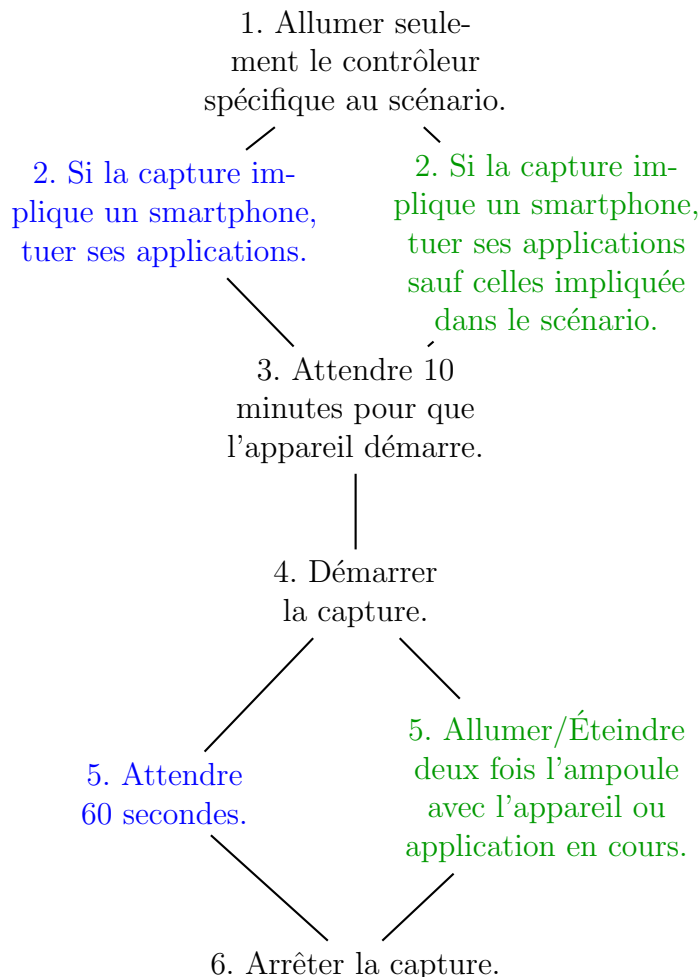 1. Allumer seule-
ment le contrôleur
spécifique au scénario.
2. Si la capture im-
plique un smartphone,
tuer ses applications.
2. Si la capture im-
plique un smartphone,
tuer ses applications
sauf celles impliquée
dans le scénario.
3. Attendre 10
minutes pour que
l'appareil démarre.
4. Démarrer
la capture.
5. Attendre
60 secondes.
5. Allumer/Éteindre
deux fois l'ampoule
avec l'appareil ou
application en cours.
6. Arrêter la capture.